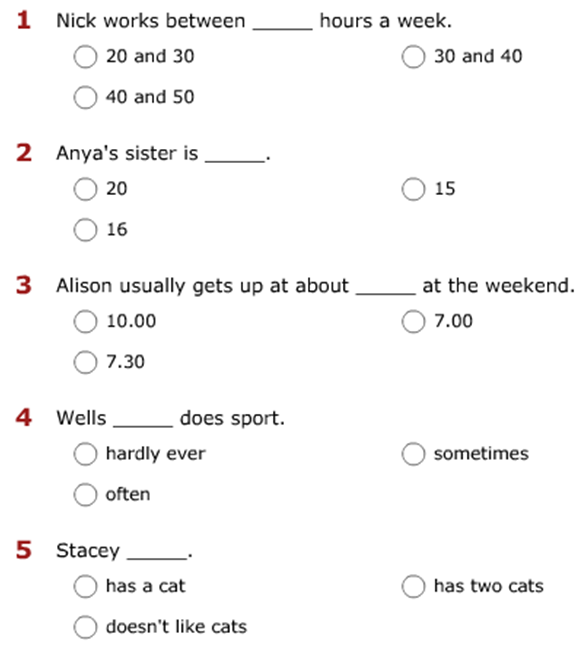 1 Nick works between ______ hours a week.
20 and 30 30 and 40
40 and 50
2 Anya's sister is ______.
20 15
16
3 Alison usually gets up at about ______ at the weekend.
10.00 7.00
7.30
4 Wells ______ does sport.
hardly ever sometimes
often
5 Stacey ______.
has a cat has two cats
doesn't like cats